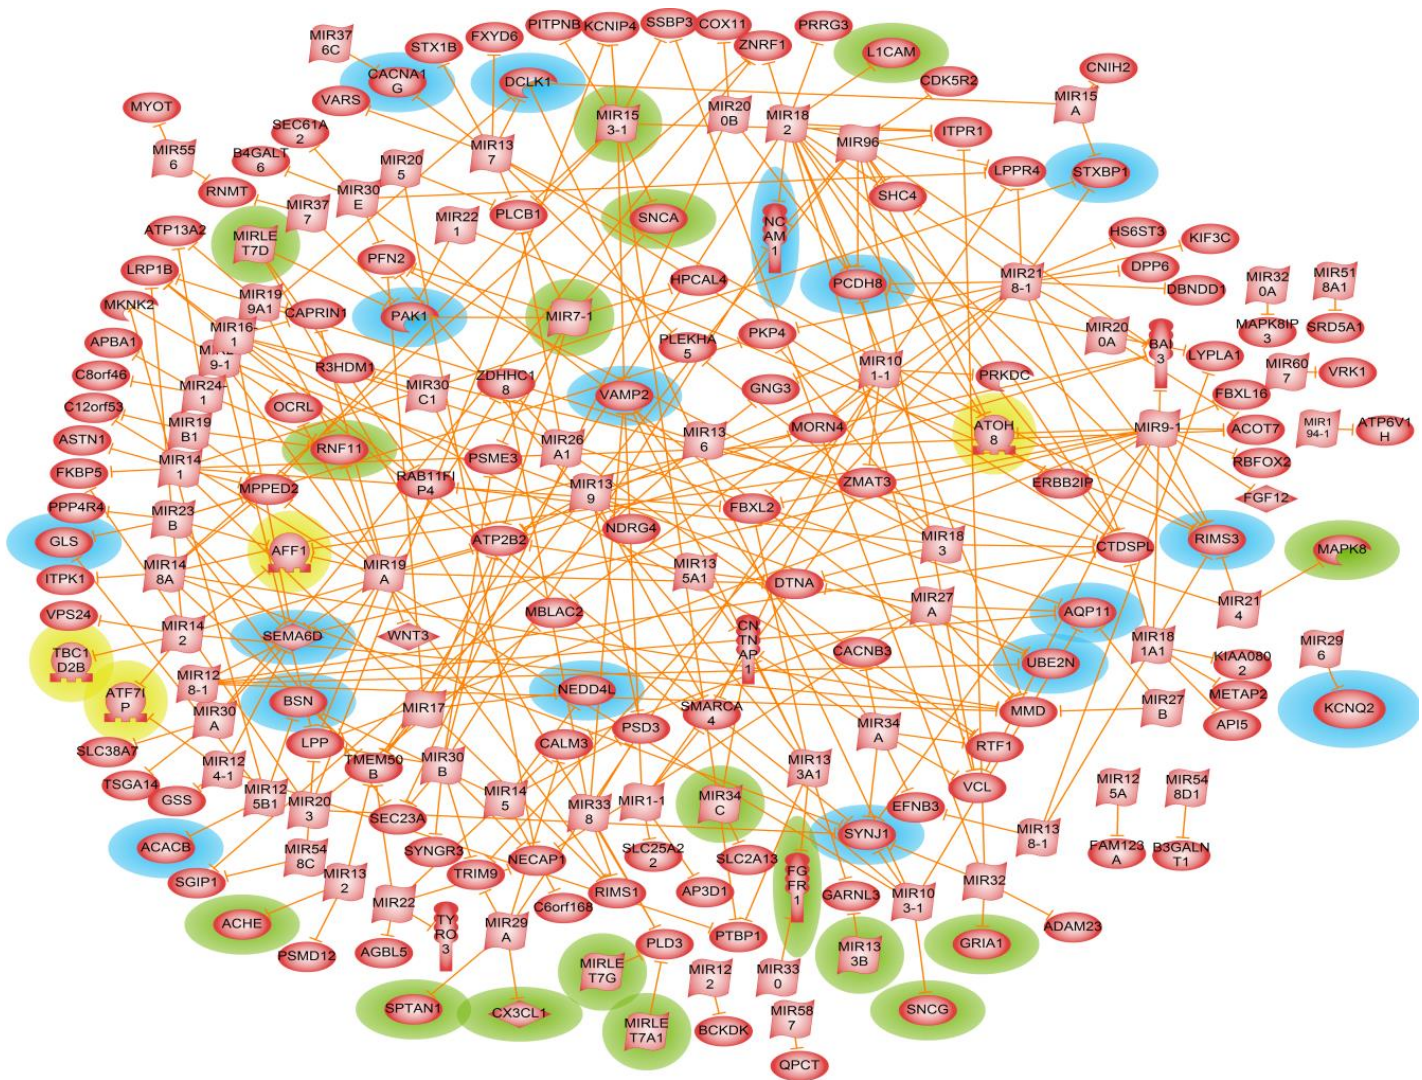 MIR37
6C
STX1B
FXYD6
PITPNB
KCNIP4
SSBP3
COX11
ZNRF1
PRRG3
L1CAM
CACNA1
G
DCLK1
CDK5R2
CNIH2
VARS
MIR15
A
MYOT
SEC61A
2
MIR15
3-1
MIR20
0B
MIR18
2
MIR96
ITPR1
MIR55
6
B4GALT
6
MIR20
5
MIR13
7
LPPR4
STXBP1
RNMT
MIR37
7
MIR30
E
PLCB1
SNCA
NC
AM
1
SHC4
ATP13A2
MIRLE
T7D
MIR22
1
HS6ST3
KIF3C
LRP1B
PFN2
HPCAL4
PCDH8
MIR21
8-1
DPP6
DBNDD1
MIR32
0A
MIR51
8A1
MKNK2
MIR19
9A1
CAPRIN1
PAK1
MIR7-1
PKP4
MIR20
0A
BAI
3
MAPK8IP
3
SRD5A1
APBA1
MIR16-
1
9-1
R3HDM1
PLEKHA
5
LYPLA1
C8orf46
MIR24-
1
MIR30
C1
ZDHHC1
8
VAMP2
GNG3
MIR10
1-1
PRKDC
MIR60
7
VRK1
C12orf53
OCRL
FBXL16
ASTN1
MIR19
B1
RNF11
PSME3
MIR26
A1
MIR13
6
MORN4
ATOH
8
MIR9-1
ACOT7
MIR1
94-1
ATP6V1
H
FKBP5
MIR14
1
MPPED2
RAB11FI
P4
MIR13
9
ZMAT3
ERBB2IP
RBFOX2
PPP4R4
MIR23
B
FBXL2
FGF12
GLS
AFF1
ATP2B2
NDRG4
MIR18
3
CTDSPL
RIMS3
MAPK8
ITPK1
MIR14
8A
MIR19
A
MIR13
5A1
DTNA
VPS24
MIR14
2
SEMA6D
WNT3
MBLAC2
CN
TN
AP
1
MIR27
A
AQP11
MIR21
4
TBC1
D2B
MIR12
8-1
CACNB3
UBE2N
MIR18
1A1
KIAA080
2
MIR29
6
ATF7I
P
BSN
MIR17
NEDD4L
METAP2
KCNQ2
MIR30
A
PSD3
SMARCA
4
MMD
MIR27
B
API5
SLC38A7
LPP
CALM3
MIR34
A
RTF1
TSGA14
MIR12
4-1
TMEM50
B
MIR30
B
MIR13
3A1
VCL
GSS
MIR12
5B1
MIR20
3
MIR14
5
MIR33
8
MIR1-1
MIR34
C
EFNB3
MIR12
5A
MIR54
8D1
SEC23A
SYNJ1
MIR13
8-1
ACACB
MIR54
8C
SYNGR3
NECAP1
SLC25A2
2
SLC2A13
FAM123
A
B3GALN
T1
SGIP1
MIR13
2
TRIM9
FG
FR
1
MIR32
ACHE
MIR22
C6orf168
RIMS1
AP3D1
GARNL3
MIR10
3-1
TY
RO
3
MIR29
A
ADAM23
PSMD12
AGBL5
PLD3
PTBP1
MIR13
3B
GRIA1
MIRLE
T7G
MIR12
2
MIR33
0
SPTAN1
CX3CL1
MIRLE
T7A1
BCKDK
MIR58
7
SNCG
QPCT